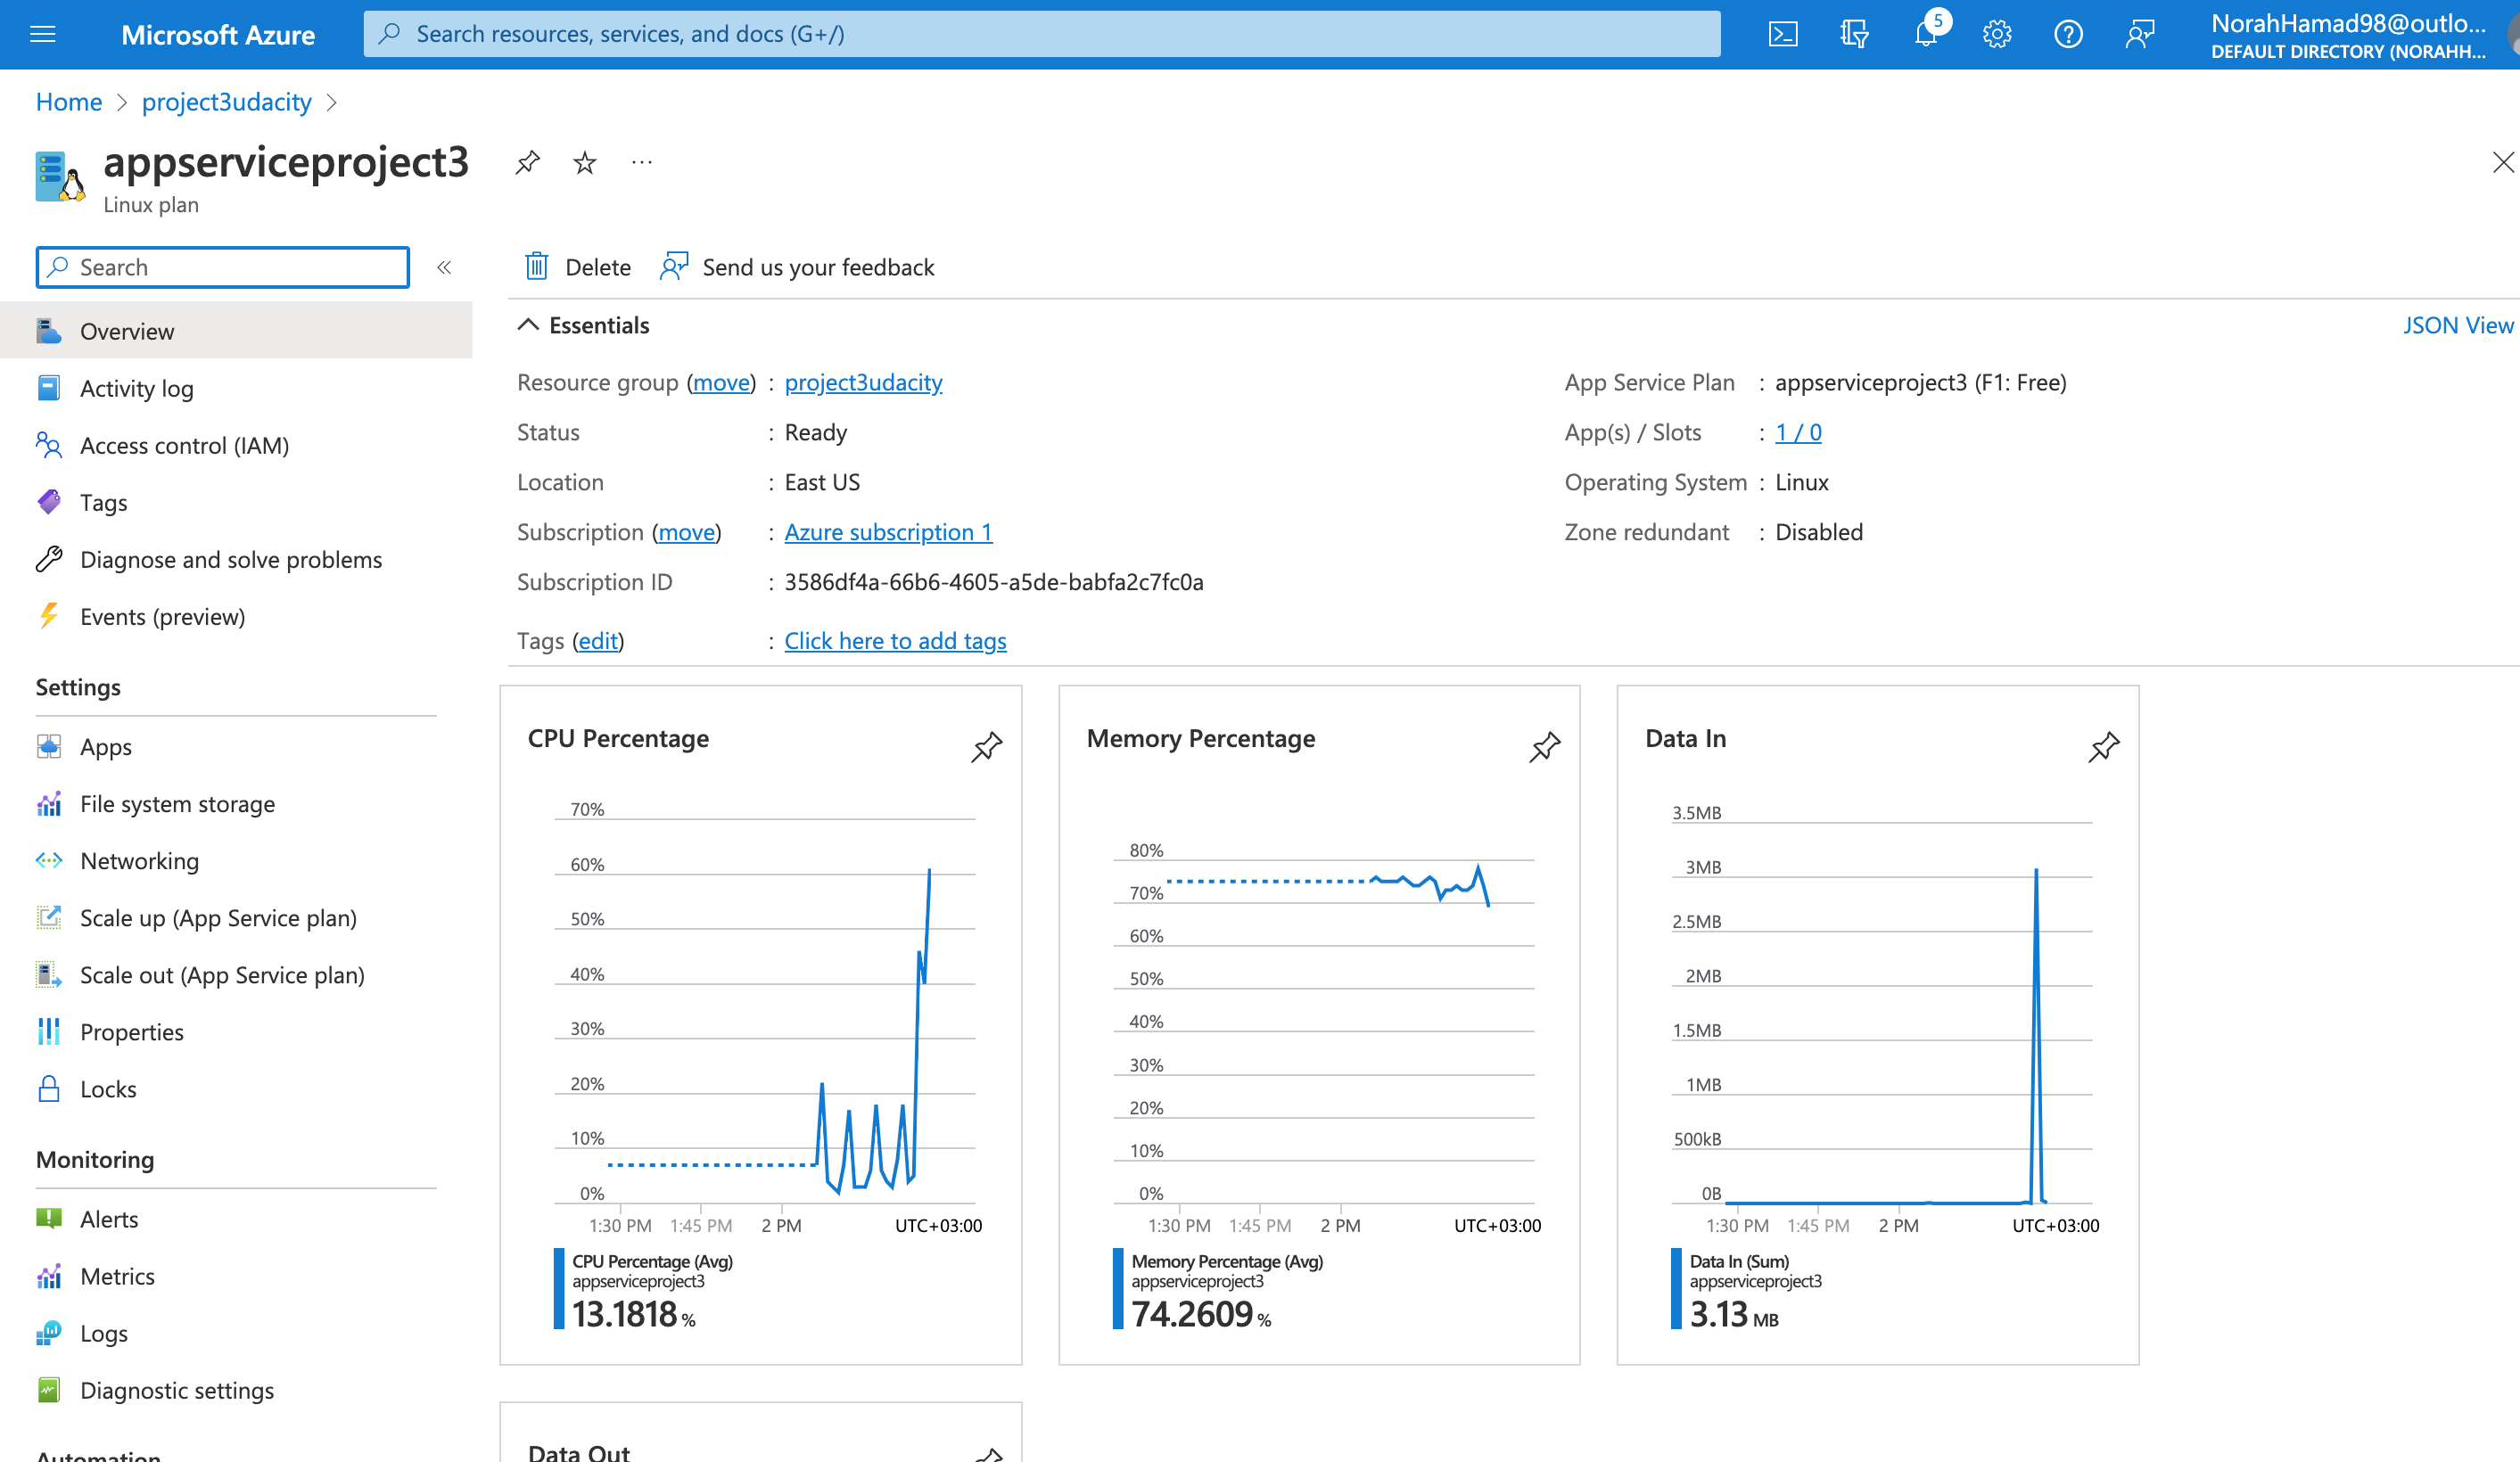 Microsoft Azure
Search resources, services, and docs (G+/)
5
NorahHamad98@outlo...
DEFAULT DIRECTORY (NORAHH...
Home > project3udacity >
appserviceproject3
Linux plan
Search
Delete
Send us your feedback
Overview
Activity log
Access control (IAM)
Tags
Diagnose and solve problems
Events (preview)
Settings
Apps
File system storage
Networking
Scale up (App Service plan)
Scale out (App Service plan)
Properties
Locks
Monitoring
Alerts
Metrics
Logs
Diagnostic settings
Automation
Essentials
JSON View
Resource group (move) : project3udacity
Status : Ready
Location : East US
Subscription (move) : Azure subscription 1
Subscription ID : 3586df4a-66b6-4605-a5de-babfa2c7fc0a
Tags (edit) : Click here to add tags
App Service Plan : appserviceproject3 (F1: Free)
App(s) / Slots : 1 / 0
Operating System : Linux
Zone redundant : Disabled
CPU Percentage
70%
60%
50%
40%
30%
20%
10%
0%
1:30 PM 1:45 PM 2 PM UTC+03:00
CPU Percentage (Avg)
appserviceproject3
13.1818 %
Memory Percentage
80%
70%
60%
50%
40%
30%
20%
10%
0%
1:30 PM 1:45 PM 2 PM UTC+03:00
Memory Percentage (Avg)
appserviceproject3
74.2609 %
Data In
3.5MB
3MB
2.5MB
2MB
1.5MB
1MB
500kB
0B
1:30 PM 1:45 PM 2 PM UTC+03:00
Data In (Sum)
appserviceproject3
3.13 MB
Data Out